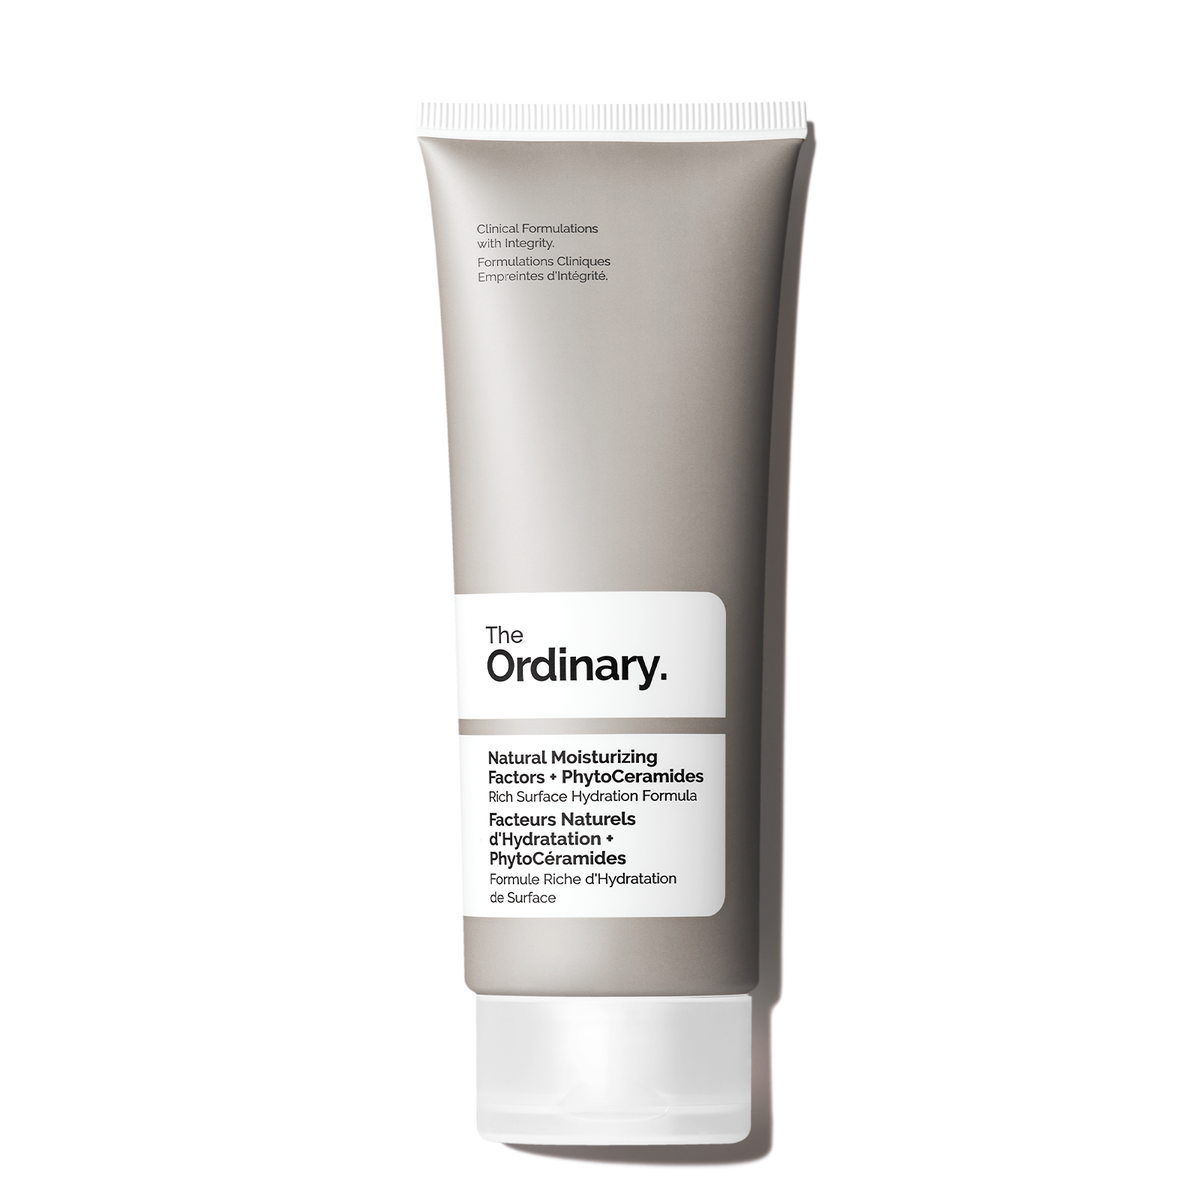 Clinical Formulations
with Integrity.
Formulations Cliniques
Empreintes d'Intégrité.
The
Ordinary.
Natural Moisturizing
Factors + PhytoCeramides
Rich Surface Hydration Formula
Facteurs Naturels
d'Hydratation +
PhytoCéramides
Formule Riche d'Hydratation
de Surface